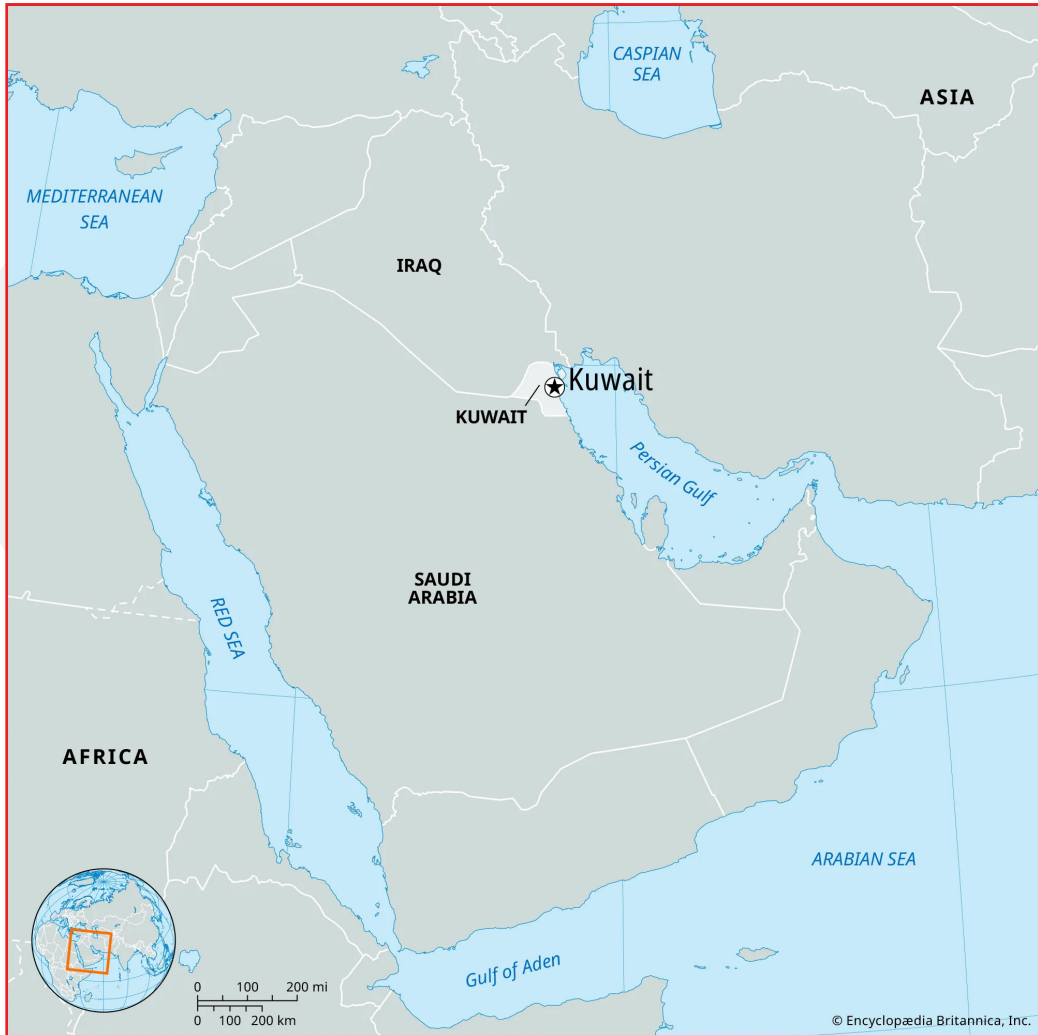 CASPIAN
SEA
ASIA
MEDITERRANEAN
SEA
IRAQ
Kuwait
KUWAIT
Persian Gulf
SAUDI
ARABIA
RED SEA
AFRICA
ARABIAN SEA
Gulf of Aden
0 100 200 mi
0 100 200 km
© Encyclopædia Britannica, Inc.